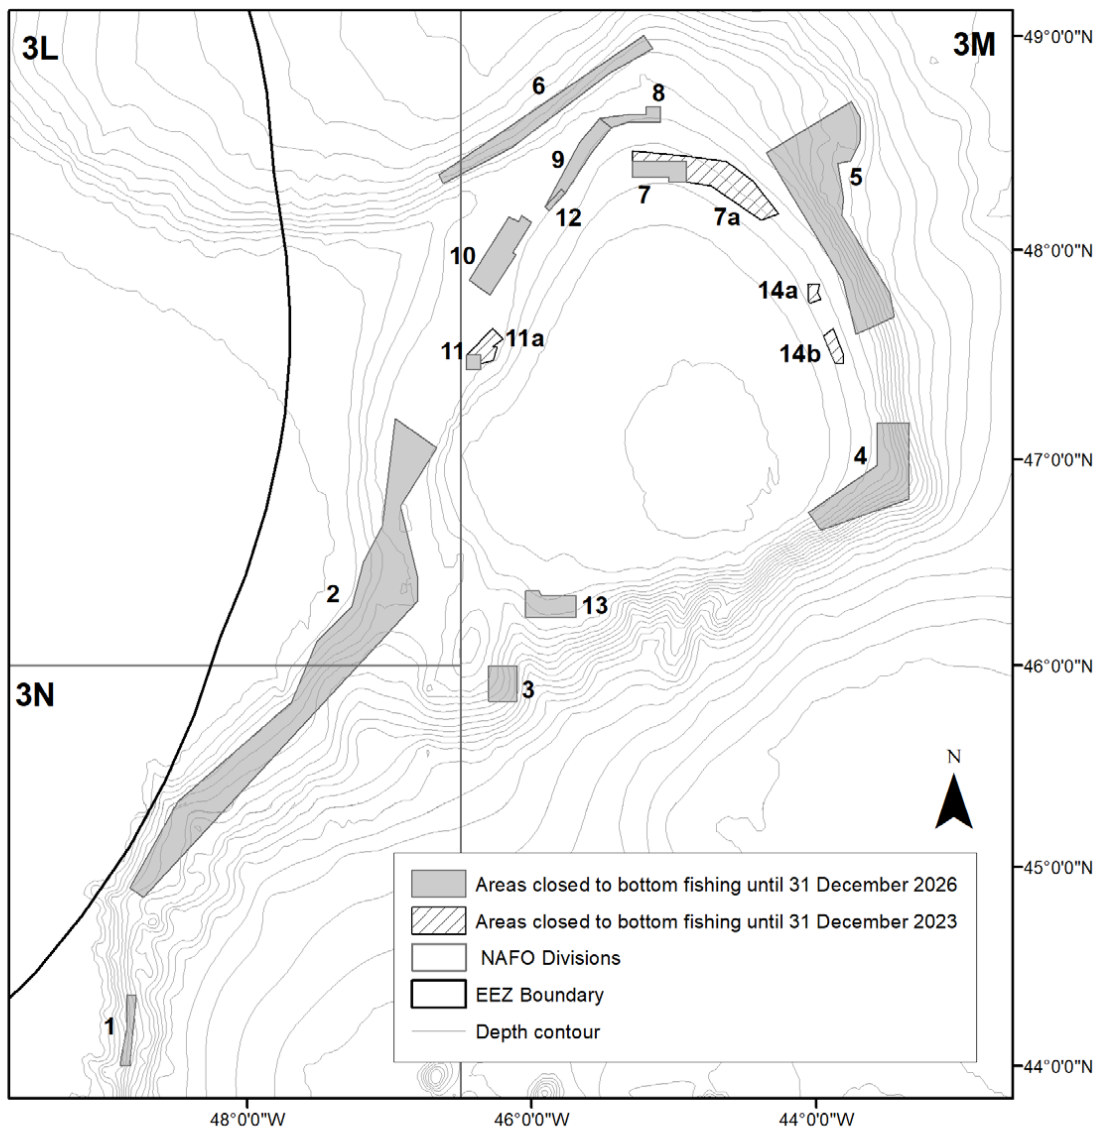 3L
3M
49°0'0"N
6
8
9
5
7
7a
12
10
48°0'0"N
14a
11a
11
14b
4
47°0'0"N
2
13
46°0'0"N
3N
3
N
45°0'0"N
Areas closed to bottom fishing until 31 December 2026
Areas closed to bottom fishing until 31 December 2023
NAFO Divisions
EEZ Boundary
Depth contour
1
44°0'0"N
48°0'0"W
46°0'0"W
44°0'0"W